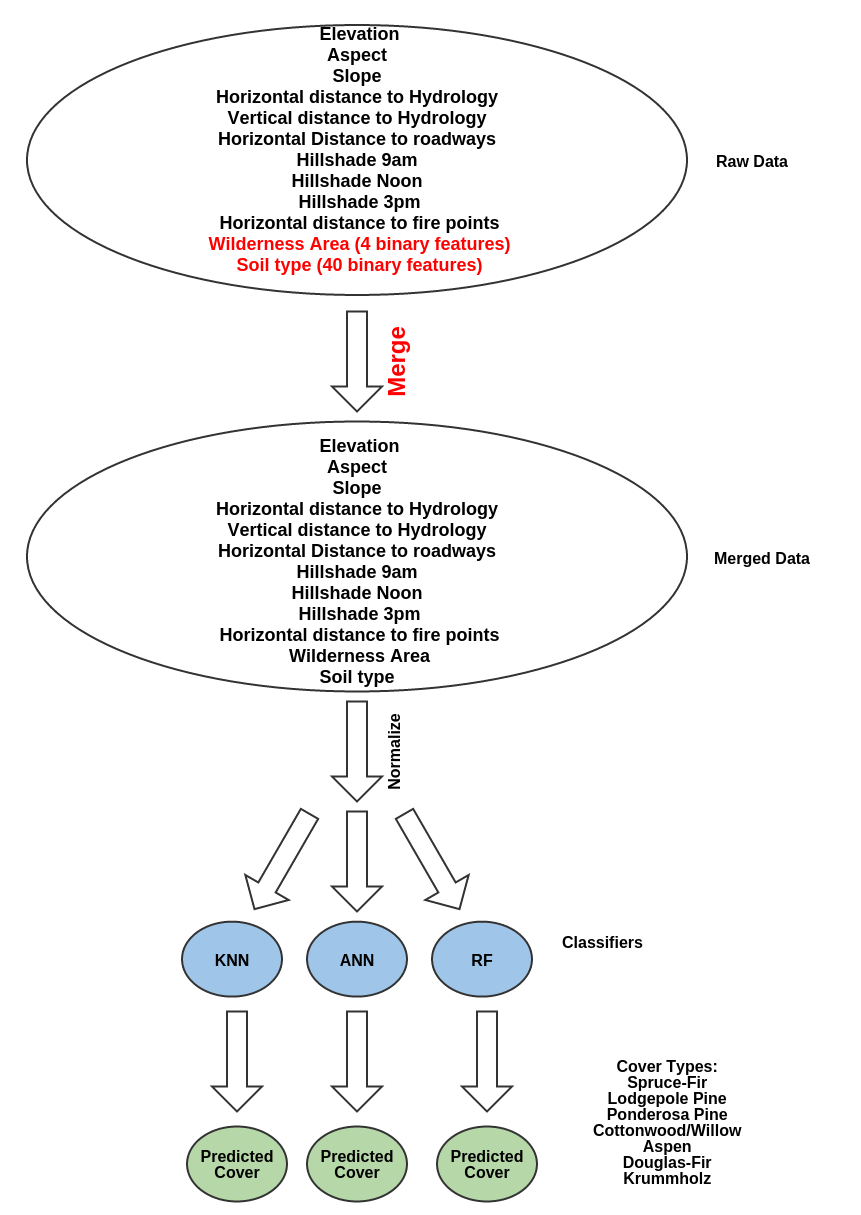 Elevation
Aspect
Slope
Horizontal distance to Hydrology
Vertical distance to Hydrology
Horizontal Distance to roadways
Hillshade 9am
Hillshade Noon
Hillshade 3pm
Horizontal distance to fire points
Wilderness Area (4 binary features)
Soil type (40 binary features)
Raw Data
Merge
Elevation
Aspect
Slope
Horizontal distance to Hydrology
Vertical distance to Hydrology
Horizontal Distance to roadways
Hillshade 9am
Hillshade Noon
Hillshade 3pm
Horizontal distance to fire points
Wilderness Area
Soil type
Merged Data
Normalize
KNN
ANN
RF
Classifiers
Predicted
Cover
Predicted
Cover
Predicted
Cover
Cover Types:
Spruce-Fir
Lodgepole Pine
Ponderosa Pine
Cottonwood/Willow
Aspen
Douglas-Fir
Krummholz